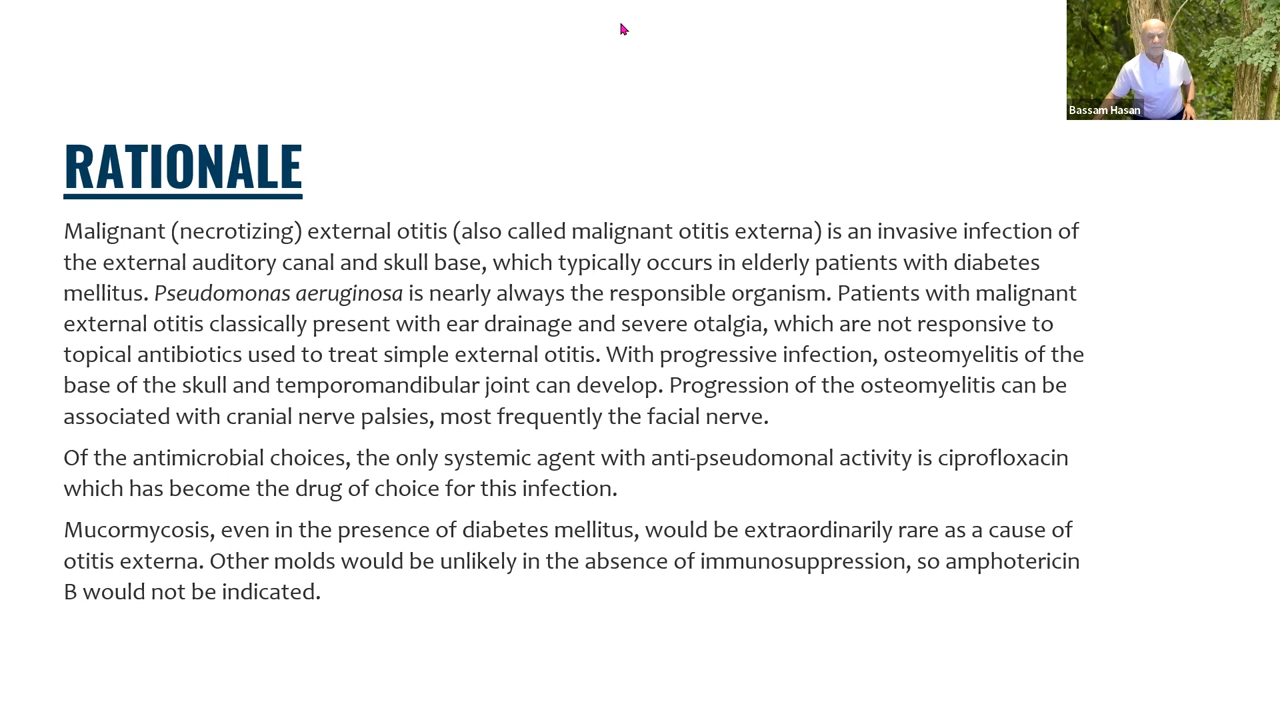 Bassam Hasan
RATIONALE
Malignant (necrotizing) external otitis (also called malignant otitis externa) is an invasive infection of
the external auditory canal and skull base, which typically occurs in elderly patients with diabetes
mellitus. Pseudomonas aeruginosa is nearly always the responsible organism. Patients with malignant
external otitis classically present with ear drainage and severe otalgia, which are not responsive to
topical antibiotics used to treat simple external otitis. With progressive infection, osteomyelitis of the
base of the skull and temporomandibular joint can develop. Progression of the osteomyelitis can be
associated with cranial nerve palsies, most frequently the facial nerve.
Of the antimicrobial choices, the only systemic agent with anti-pseudomonal activity is ciprofloxacin
which has become the drug of choice for this infection.
Mucormycosis, even in the presence of diabetes mellitus, would be extraordinarily rare as a cause of
otitis externa. Other molds would be unlikely in the absence of immunosuppression, so amphotericin
B would not be indicated.